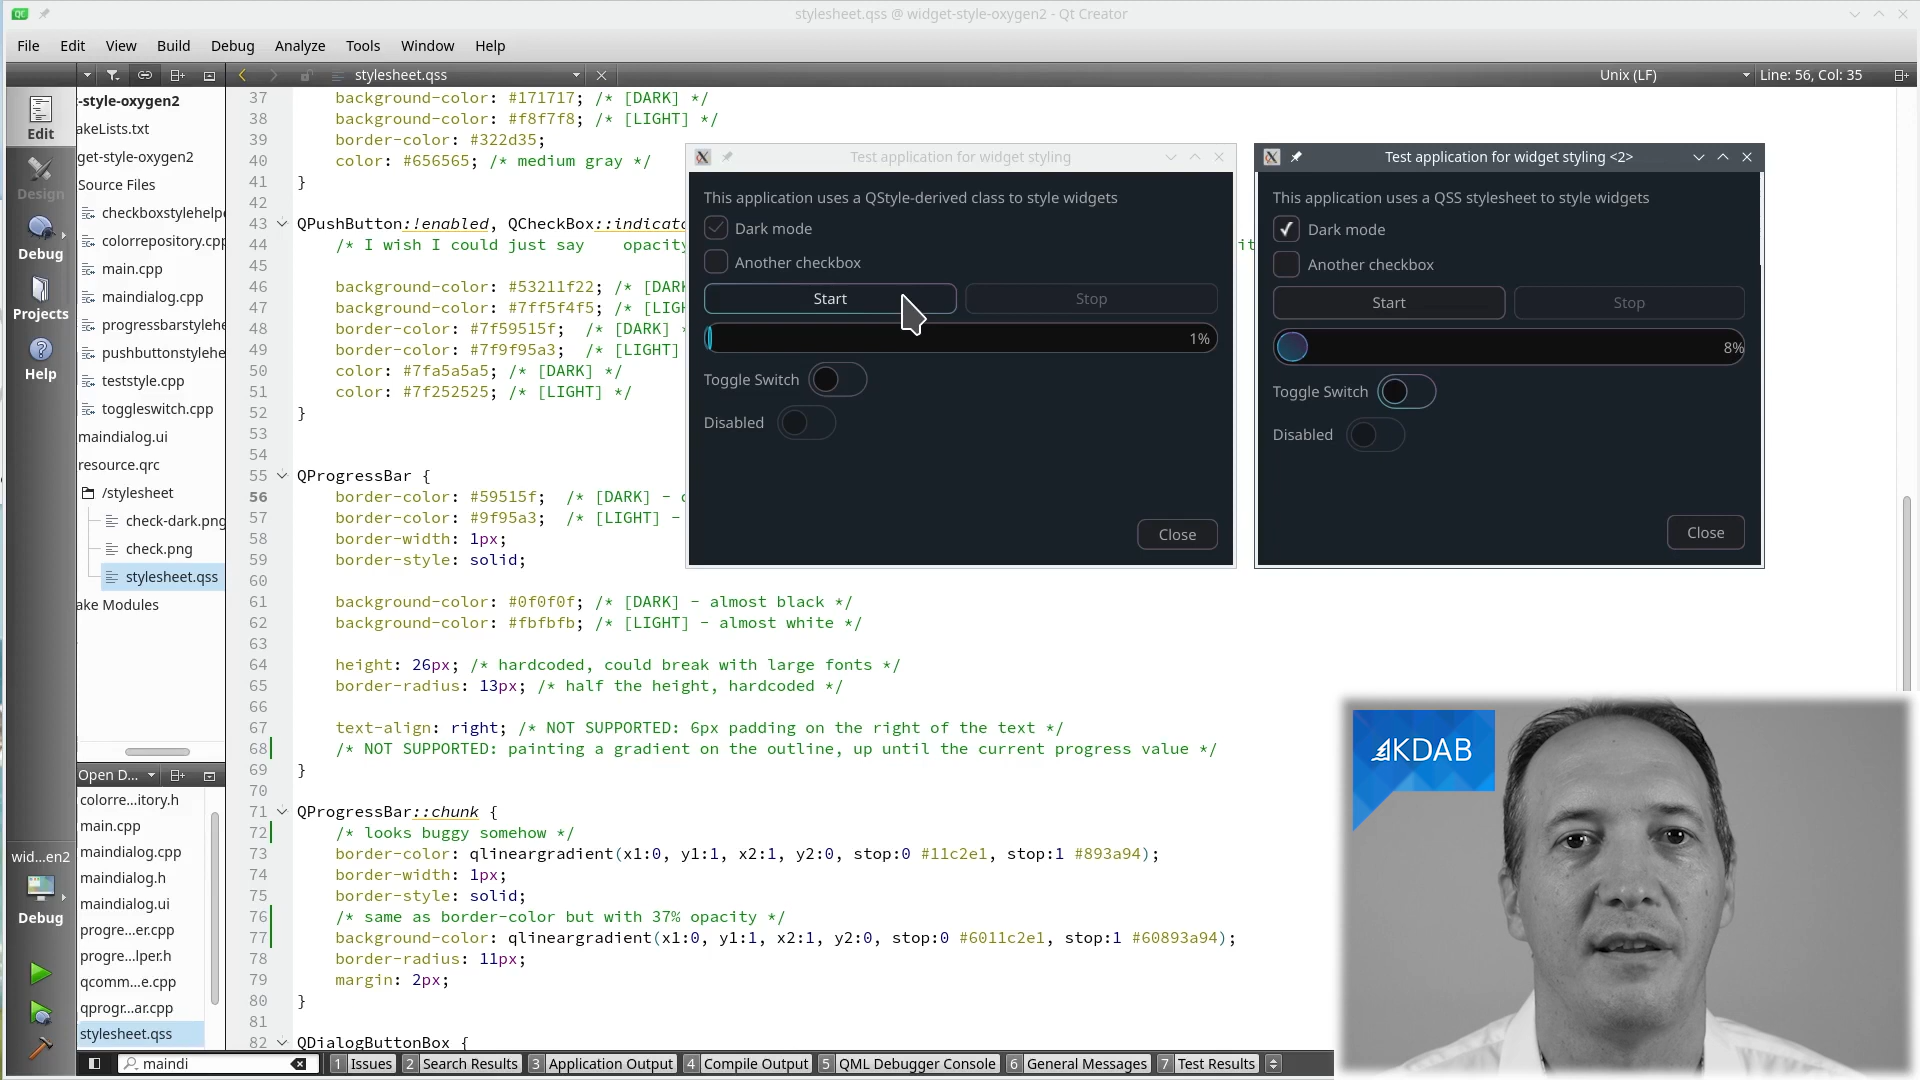 stylesheet.qss @ widget-style-oxygen2 - Qt Creator
File Edit View Build Debug Analyze Tools Window Help
stylesheet.qss
Unix (LF)
Line: 56, Col: 35
Edit
Design
Debug
Projects
Help
wid...en2
Debug
-style-oxygen2
akeLists.txt
get-style-oxygen2
Source Files
checkboxstylehelpe
colorrepository.cpp
main.cpp
maindialog.cpp
progressbarstylehe
pushbuttonstylehe
teststyle.cpp
toggleswitch.cpp
maindialog.ui
resource.qrc
/stylesheet
check-dark.png
check.png
stylesheet.qss
ake Modules
Open D...
colorre...itory.h
main.cpp
maindialog.cpp
maindialog.h
maindialog.ui
progre...er.cpp
progre...lper.h
qcomm...e.cpp
qprogr...ar.cpp
stylesheet.qss
37 background-color: #171717; /* [DARK] */
38 background-color: #f8f7f8; /* [LIGHT] */
39 border-color: #322d35;
40 color: #656565; /* medium gray */
41 }
42
43 QPushButton::!enabled, QCheckBox::indicato
44 /* I wish I could just say opacity it
45
46 background-color: #53211f22; /* [DARK
47 background-color: #7ff5f4f5; /* [LIGH
48 border-color: #7f59515f; /* [DARK] *
49 border-color: #7f9f95a3; /* [LIGHT]
50 color: #7fa5a5a5; /* [DARK] */
51 color: #7f252525; /* [LIGHT] */
52 }
53
54
55 QProgressBar {
56 border-color: #59515f; /* [DARK] -
57 border-color: #9f95a3; /* [LIGHT] -
58 border-width: 1px;
59 border-style: solid;
60
61 background-color: #0f0f0f; /* [DARK] - almost black */
62 background-color: #fbfbfb; /* [LIGHT] - almost white */
63
64 height: 26px; /* hardcoded, could break with large fonts */
65 border-radius: 13px; /* half the height, hardcoded */
66
67 text-align: right; /* NOT SUPPORTED: 6px padding on the right of the text */
68 /* NOT SUPPORTED: painting a gradient on the outline, up until the current progress value */
69 }
70
71 QProgressBar::chunk {
72 /* looks buggy somehow */
73 border-color: qlineargradient(x1:0, y1:1, x2:1, y2:0, stop:0 #11c2e1, stop:1 #893a94);
74 border-width: 1px;
75 border-style: solid;
76 /* same as border-color but with 37% opacity */
77 background-color: qlineargradient(x1:0, y1:1, x2:1, y2:0, stop:0 #6011c2e1, stop:1 #60893a94);
78 border-radius: 11px;
79 margin: 2px;
80 }
81
82 QDialogButtonBox {
Test application for widget styling
This application uses a QStyle-derived class to style widgets
Dark mode
Another checkbox
Start Stop
1%
Toggle Switch
Disabled
Close
Test application for widget styling <2>
This application uses a QSS stylesheet to style widgets
Dark mode
Another checkbox
Start Stop
8%
Toggle Switch
Disabled
Close
KDAB
maindi
1 Issues 2 Search Results 3 Application Output 4 Compile Output 5 QML Debugger Console 6 General Messages 7 Test Results